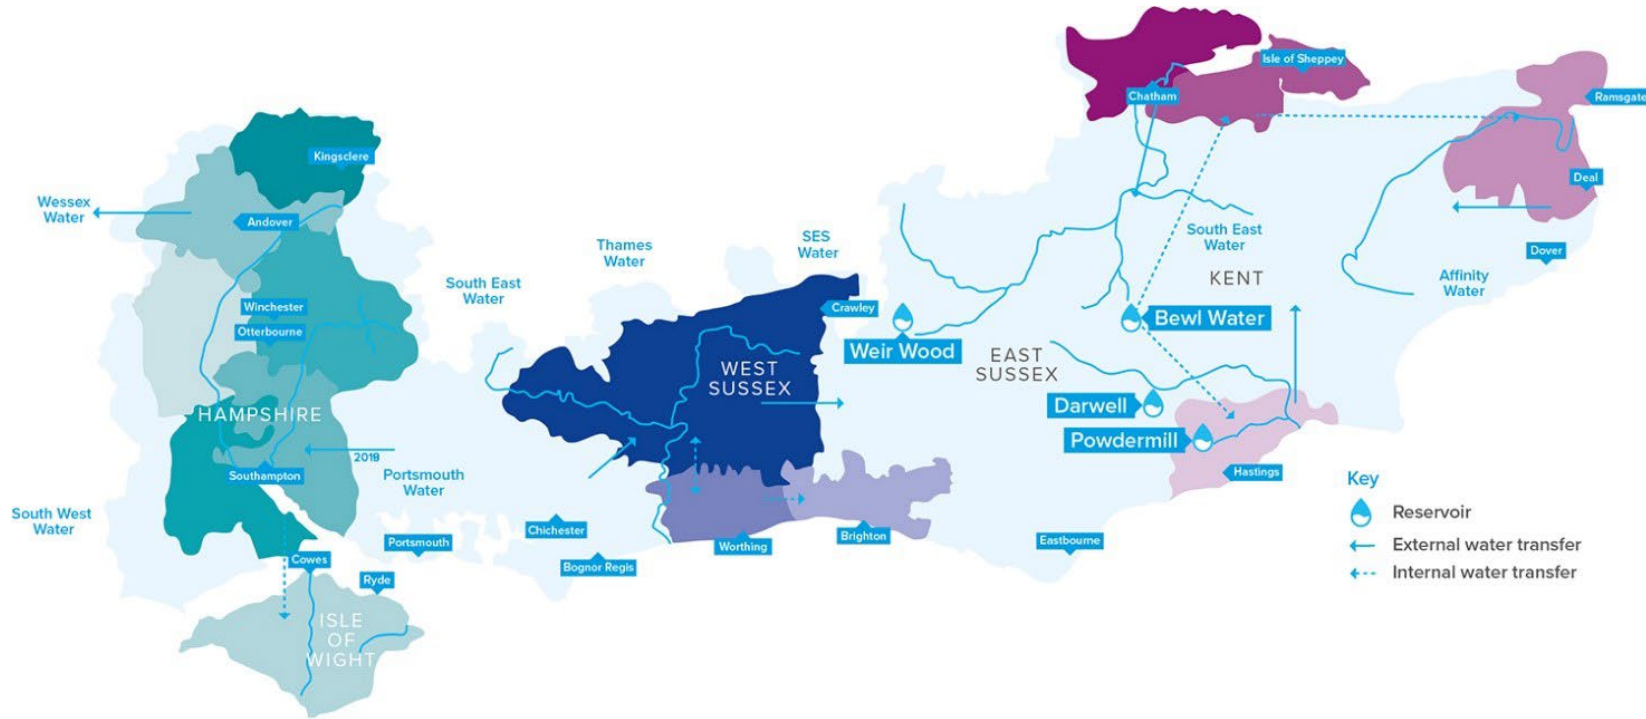 Isle of Sheppey
Chatham
Ramsgate
Kingsclere
Deal
Wessex
Water
Andover
South East
Water
SES
Water
Thames
Water
Dover
KENT
Affinity
Water
South East
Water
Winchester
Crawley
Otterbourne
Bewl Water
Weir Wood
EAST
SUSSEX
WEST
SUSSEX
Darwell
HAMPSHIRE
Powdermill
2018
Southampton
Portsmouth
Water
Hastings
Key
South West
Water
Reservoir
Chichester
Brighton
Eastbourne
Portsmouth
Worthing
External water transfer
Cowes
Bognor Regis
Internal water transfer
Ryde
ISLE
OF
WIGHT